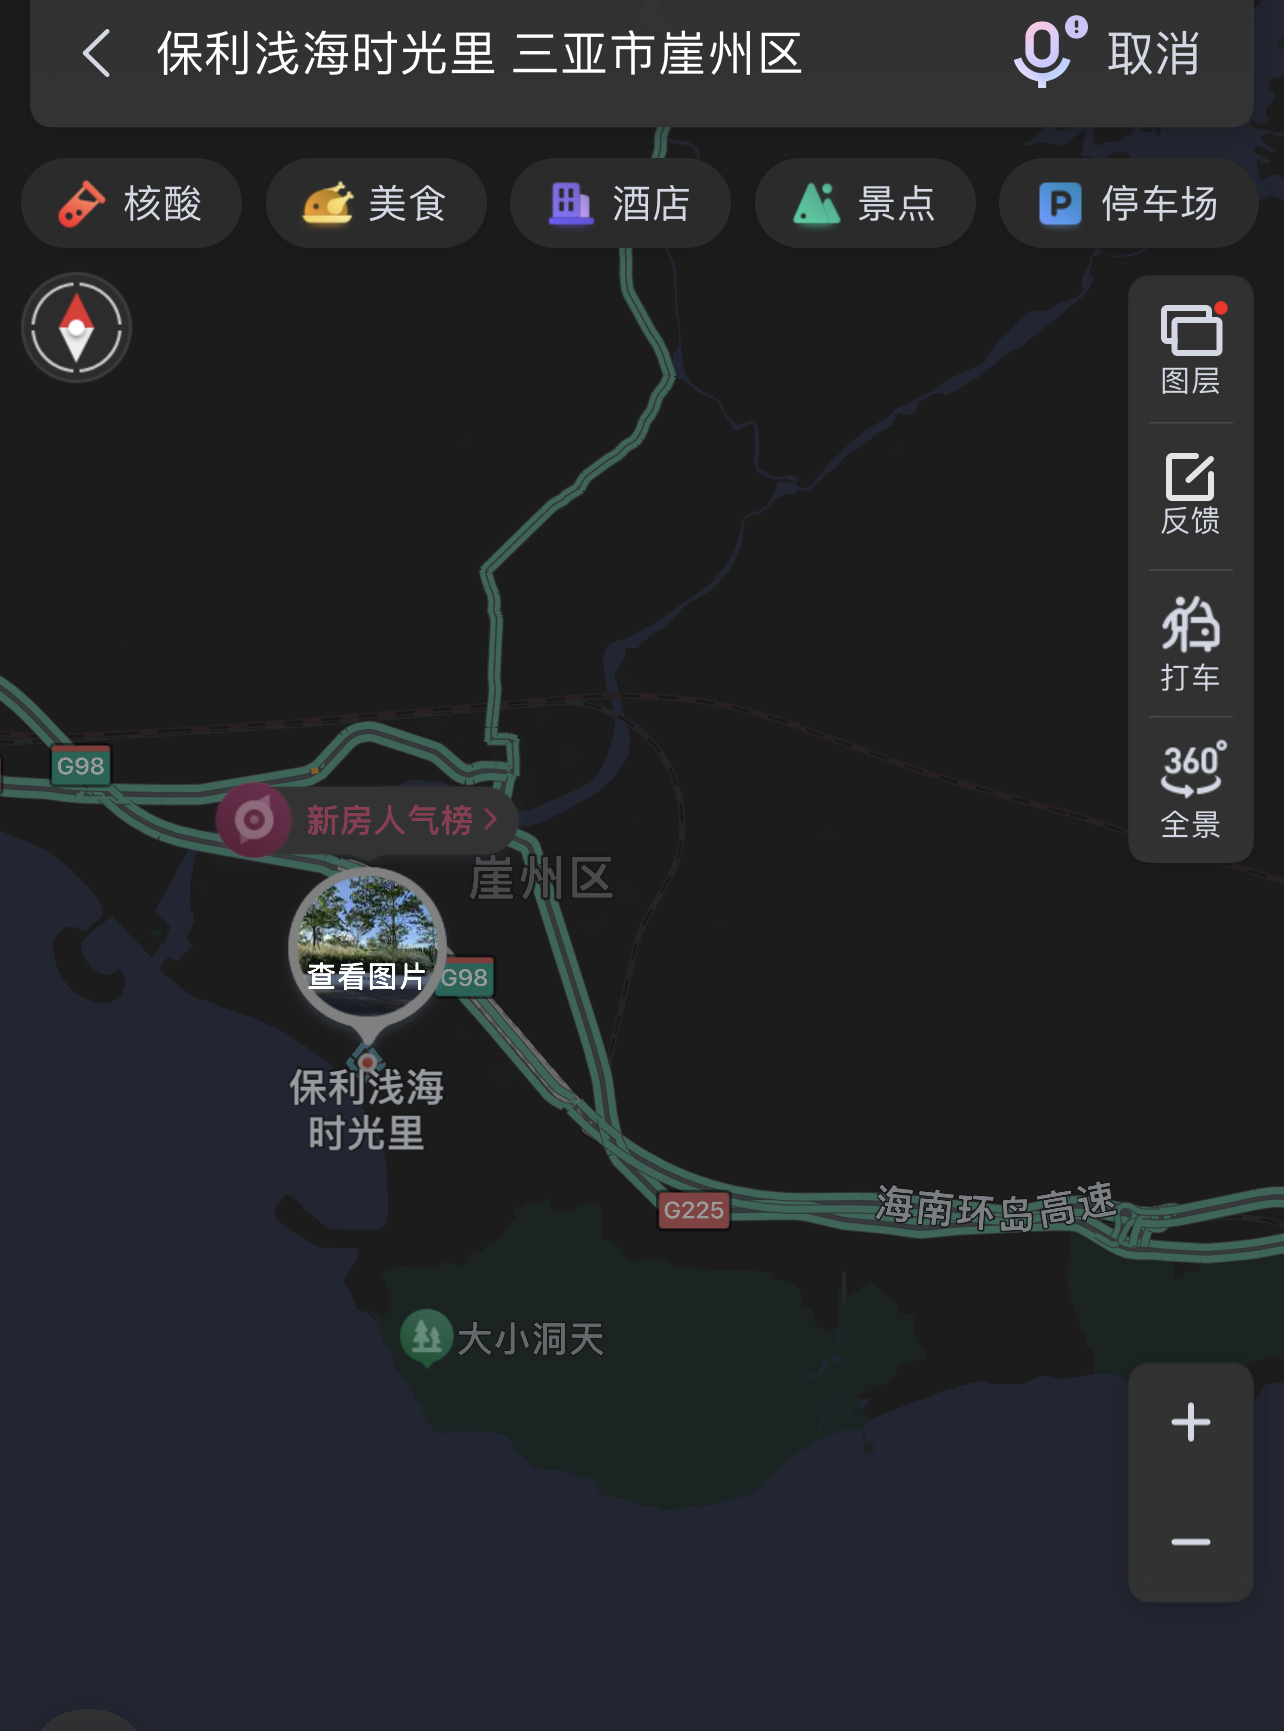 保利浅海时光里 三亚市崖州区
取消
核酸
美食
酒店
景点
P
停车场
图层
反馈
打车
360°
全景
G98
新房人气榜
崖州区
查看图片
G98
保利浅海
时光里
G225
海南环岛高速
大小洞天